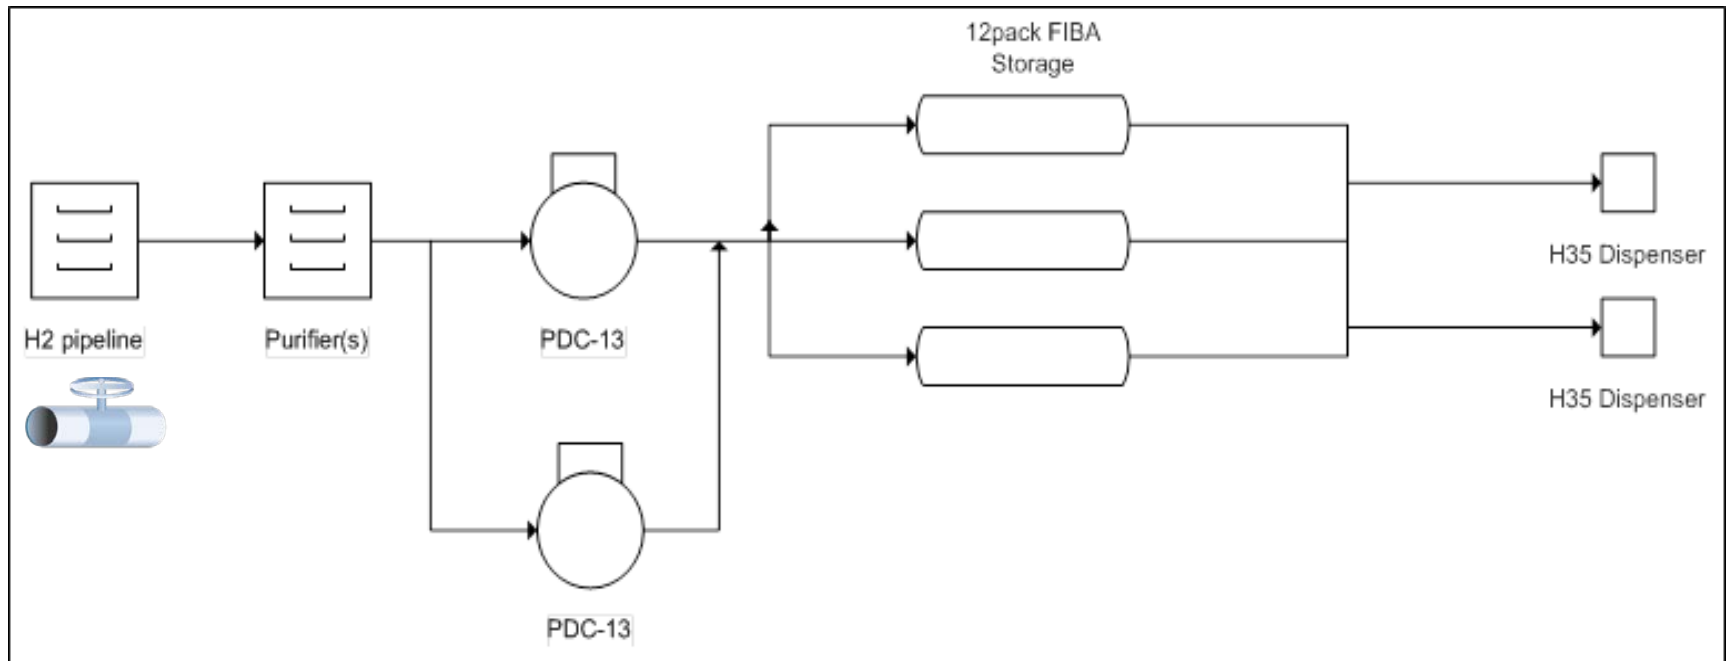 12pack FIBA
Storage
H2 pipeline
Purifier(s)
PDC-13
H35 Dispenser
H35 Dispenser
PDC-13